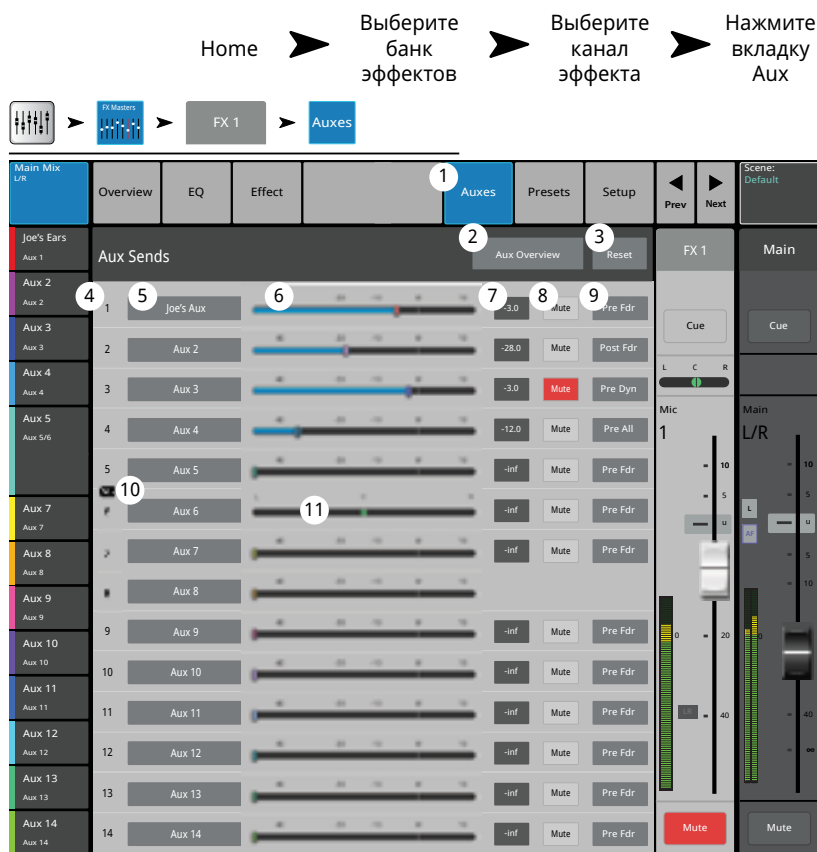 Home
Выберите
банк
эффектов
Выберите
канал
эффекта
Нажмите
вкладку
Aux
FX Masters
FX 1
Auxes
Main Mix
L/R
Overview
EQ
Effect
1
Auxes
Presets
Setup
Prev
Next
Scene:
Default
Joe's Ears
Aux 1
Aux 2
Aux 2
Aux 3
Aux 3
Aux 4
Aux 4
Aux 5
Aux 5/6
Aux 7
Aux 7
Aux 8
Aux 8
Aux 9
Aux 9
Aux 10
Aux 10
Aux 11
Aux 11
Aux 12
Aux 12
Aux 13
Aux 13
Aux 14
Aux 14
Aux Sends
2
Aux Overview
3
Reset
4
5
6
7
8
9
1 Joe's Aux -3.0 Mute Pre Fdr
2 Aux 2 -28.0 Mute Post Fdr
3 Aux 3 -3.0 Mute Pre Dyn
4 Aux 4 -12.0 Mute Pre All
5 Aux 5 -inf Mute Pre Fdr
10
11
Aux 6 -inf Mute Pre Fdr
Aux 7 -inf Mute Pre Fdr
Aux 8
9 Aux 9 -inf Mute Pre Fdr
10 Aux 10 -inf Mute Pre Fdr
11 Aux 11 -inf Mute Pre Fdr
12 Aux 12 -inf Mute Pre Fdr
13 Aux 13 -inf Mute Pre Fdr
14 Aux 14 -inf Mute Pre Fdr
FX 1
Cue
L C R
Mic
1
10
5
U
0
20
LR
40
Mute
Main
Cue
Main
L/R
10
5
L
U
AF
5
10
0
20
40
∞
Mute